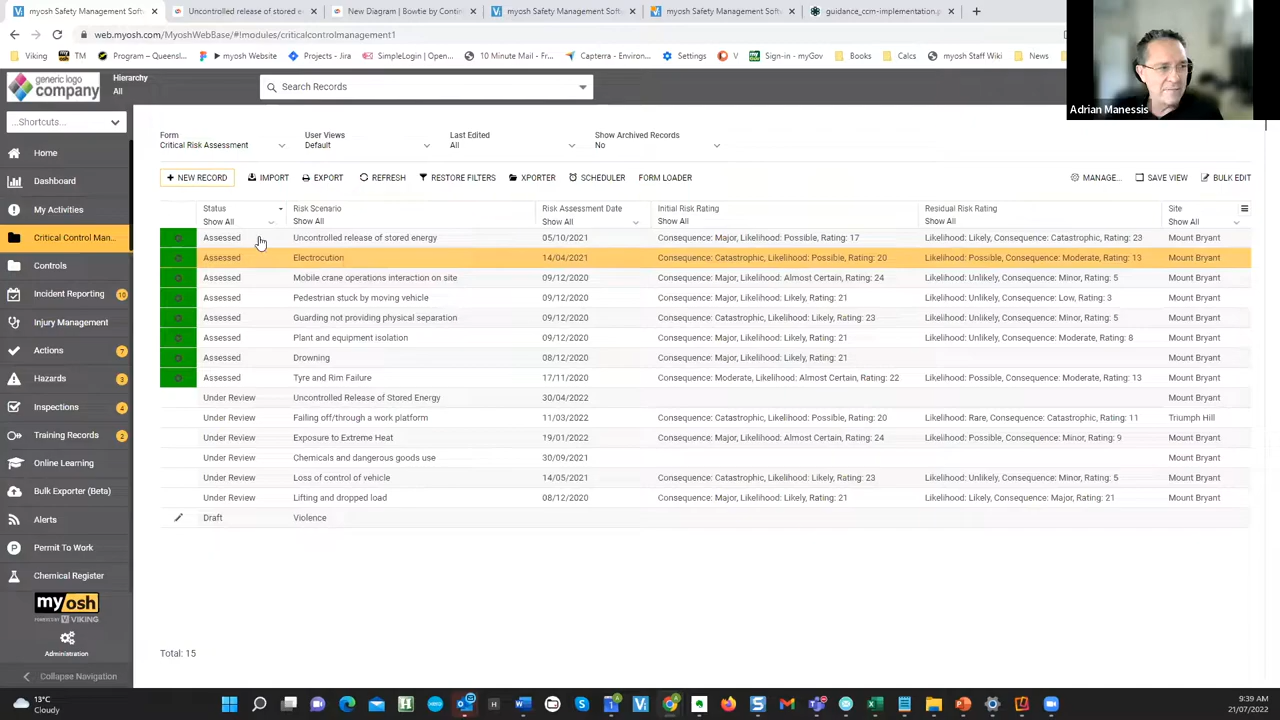 myosh Safety Management Syst
Uncontrolled release of stored e
New Diagram | Bowtie by Contin
myosh Safety Management Soft
myosh Safety Management Soft
guidance_ccm-implementation.p
web.myosh.com/MyoshWebBase/#!modules/criticalcontrolmanagement1
Viking
TM
Program – Queensl...
myosh Website
Projects - Jira
SimpleLogin | Open...
10 Minute Mail - Fr...
Capterra - Environ...
Settings
V
Sign-in - myOSH
Books
Calcs
myosh Staff Wiki
News
Adrian Manessis
generic logo
company
Hierarchy
All
Search Records
...Shortcuts...
Home
Dashboard
My Activities
Critical Control Man...
Controls
Incident Reporting 10
Injury Management
Actions 7
Hazards 3
Inspections 4
Training Records 2
Online Learning
Bulk Exporter (Beta)
Alerts
Permit To Work
Chemical Register
myosh
POWERED BY VIKING
Administration
Collapse Navigation
Form
Critical Risk Assessment
User Views
Default
Last Edited
All
Show Archived Records
No
+ NEW RECORD
IMPORT
EXPORT
REFRESH
RESTORE FILTERS
XPORTER
SCHEDULER
FORM LOADER
MANAGE...
SAVE VIEW
BULK EDIT
Status Risk Scenario Risk Assessment Date Initial Risk Rating Residual Risk Rating Site
Show All Show All Show All Show All Show All Show All
Assessed Uncontrolled release of stored energy 05/10/2021 Consequence: Major, Likelihood: Possible, Rating: 17 Likelihood: Likely, Consequence: Catastrophic, Rating: 23 Mount Bryant
Assessed Electrocution 14/04/2021 Consequence: Catastrophic, Likelihood: Possible, Rating: 20 Likelihood: Possible, Consequence: Moderate, Rating: 13 Mount Bryant
Assessed Mobile crane operations interaction on site 09/12/2020 Consequence: Major, Likelihood: Almost Certain, Rating: 24 Likelihood: Unlikely, Consequence: Minor, Rating: 5 Mount Bryant
Assessed Pedestrian stuck by moving vehicle 09/12/2020 Consequence: Major, Likelihood: Likely, Rating: 21 Likelihood: Unlikely, Consequence: Low, Rating: 3 Mount Bryant
Assessed Guarding not providing physical separation 09/12/2020 Consequence: Catastrophic, Likelihood: Likely, Rating: 23 Likelihood: Unlikely, Consequence: Minor, Rating: 5 Mount Bryant
Assessed Plant and equipment isolation 09/12/2020 Consequence: Major, Likelihood: Likely, Rating: 21 Likelihood: Unlikely, Consequence: Moderate, Rating: 8 Mount Bryant
Assessed Drowning 08/12/2020 Consequence: Major, Likelihood: Likely, Rating: 21 Mount Bryant
Assessed Tyre and Rim Failure 17/11/2020 Consequence: Moderate, Likelihood: Almost Certain, Rating: 22 Likelihood: Possible, Consequence: Moderate, Rating: 13 Mount Bryant
Under Review Uncontrolled Release of Stored Energy 30/04/2022 Mount Bryant
Under Review Failing off/through a work platform 11/03/2022 Consequence: Catastrophic, Likelihood: Possible, Rating: 20 Likelihood: Rare, Consequence: Catastrophic, Rating: 11 Triumph Hill
Under Review Exposure to Extreme Heat 19/01/2022 Consequence: Major, Likelihood: Almost Certain, Rating: 24 Likelihood: Possible, Consequence: Minor, Rating: 9 Mount Bryant
Under Review Chemicals and dangerous goods use 30/09/2021 Mount Bryant
Under Review Loss of control of vehicle 14/05/2021 Consequence: Catastrophic, Likelihood: Likely, Rating: 23 Likelihood: Unlikely, Consequence: Minor, Rating: 5 Mount Bryant
Under Review Lifting and dropped load 08/12/2020 Consequence: Major, Likelihood: Likely, Rating: 21 Likelihood: Likely, Consequence: Major, Rating: 21 Mount Bryant
Draft Violence
Total: 15
13°C
Cloudy
9:39 AM
21/07/2022